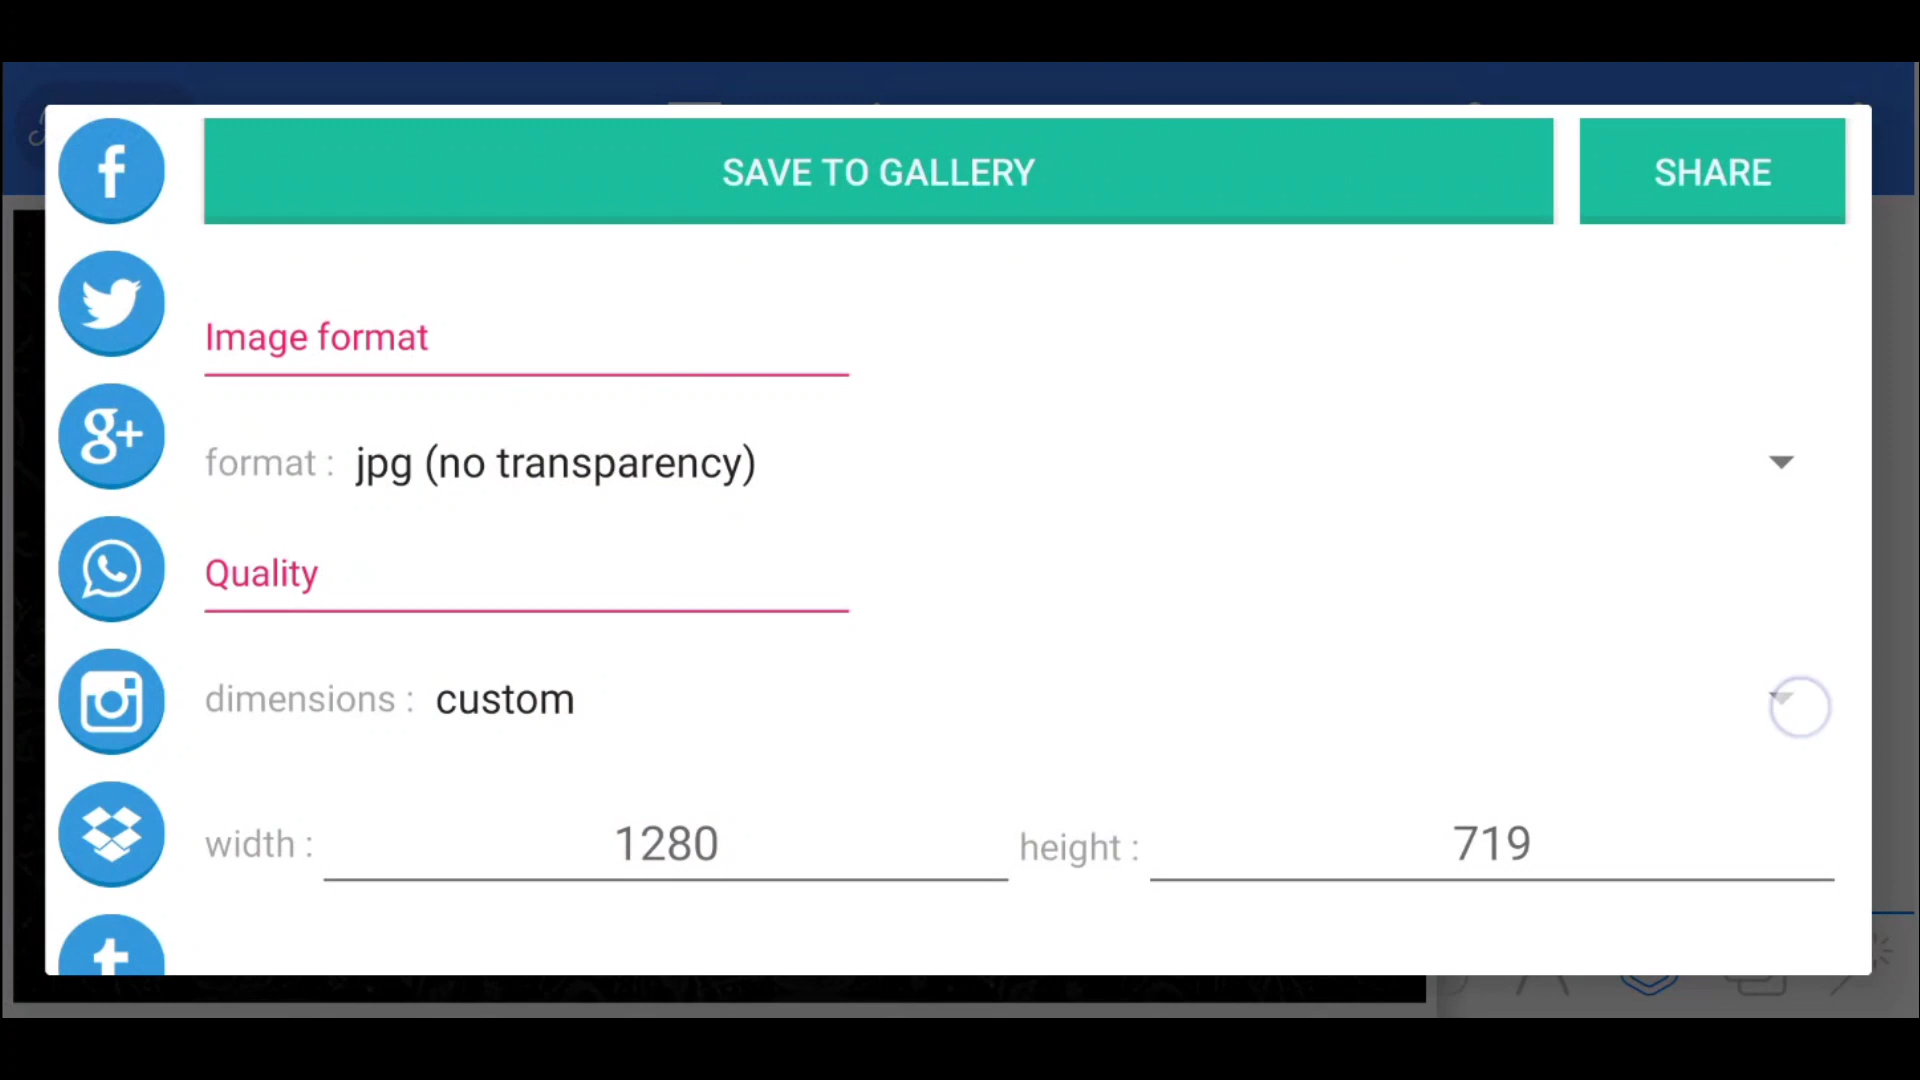 SAVE TO GALLERY
SHARE
Image format
format : jpg (no transparency)
Quality
dimensions : custom
width : 1280 height : 719